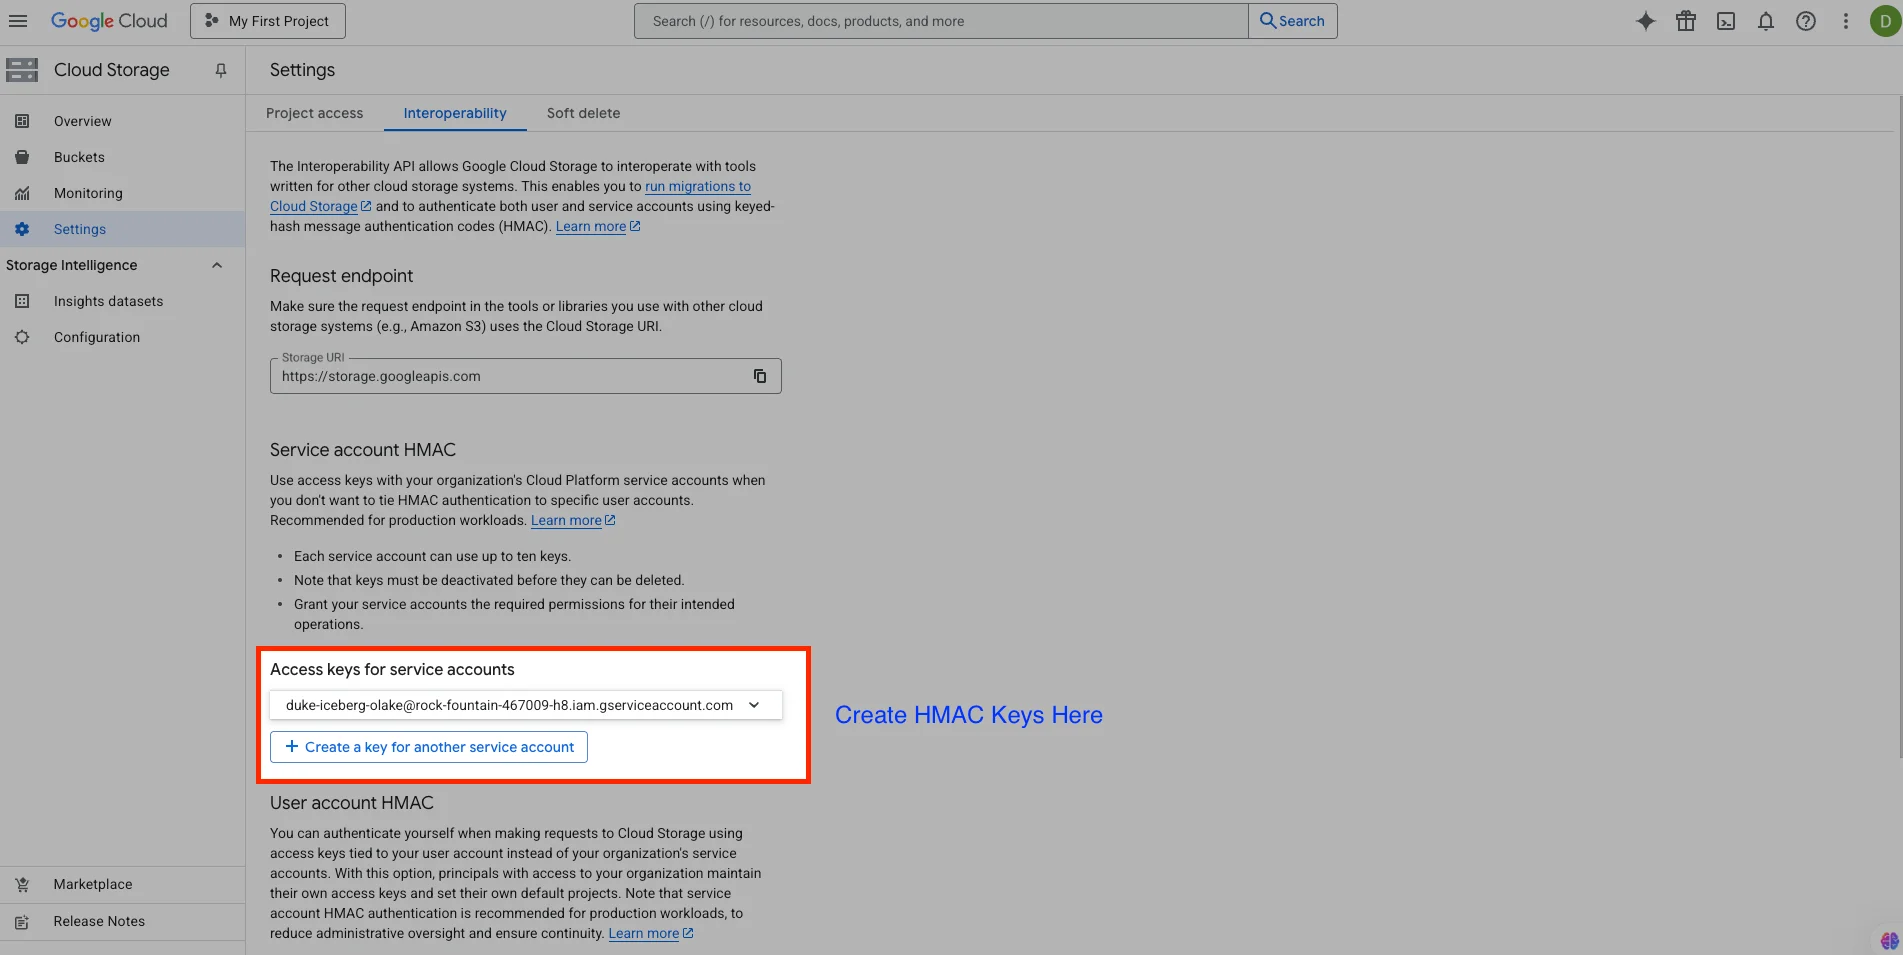 Google Cloud
My First Project
Search (/) for resources, docs, products, and more
Search
D
Cloud Storage
Settings
Overview
Buckets
Monitoring
Settings
Storage Intelligence
Insights datasets
Configuration
Marketplace
Release Notes
Project access
Interoperability
Soft delete
The Interoperability API allows Google Cloud Storage to interoperate with tools
written for other cloud storage systems. This enables you to run migrations to
Cloud Storage and to authenticate both user and service accounts using keyed-
hash message authentication codes (HMAC). Learn more
Request endpoint
Make sure the request endpoint in the tools or libraries you use with other cloud
storage systems (e.g., Amazon S3) uses the Cloud Storage URI.
Storage URI
https://storage.googleapis.com
Service account HMAC
Use access keys with your organization's Cloud Platform service accounts when
you don't want to tie HMAC authentication to specific user accounts.
Recommended for production workloads. Learn more
• Each service account can use up to ten keys.
• Note that keys must be deactivated before they can be deleted.
• Grant your service accounts the required permissions for their intended
operations.
Access keys for service accounts
duke-iceberg-olake@rock-fountain-467009-h8.iam.gserviceaccount.com
+ Create a key for another service account
Create HMAC Keys Here
User account HMAC
You can authenticate yourself when making requests to Cloud Storage using
access keys tied to your user account instead of your organization's service
accounts. With this option, principals with access to your organization maintain
their own access keys and set their own default projects. Note that service
account HMAC authentication is recommended for production workloads, to
reduce administrative oversight and ensure continuity. Learn more